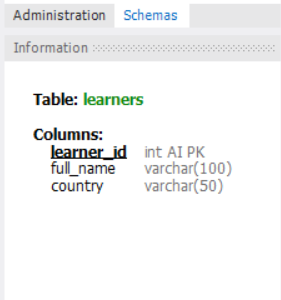 Administration Schemas
Information
Table: learners
Columns:
learner_id int AI PK
full_name varchar(100)
country varchar(50)